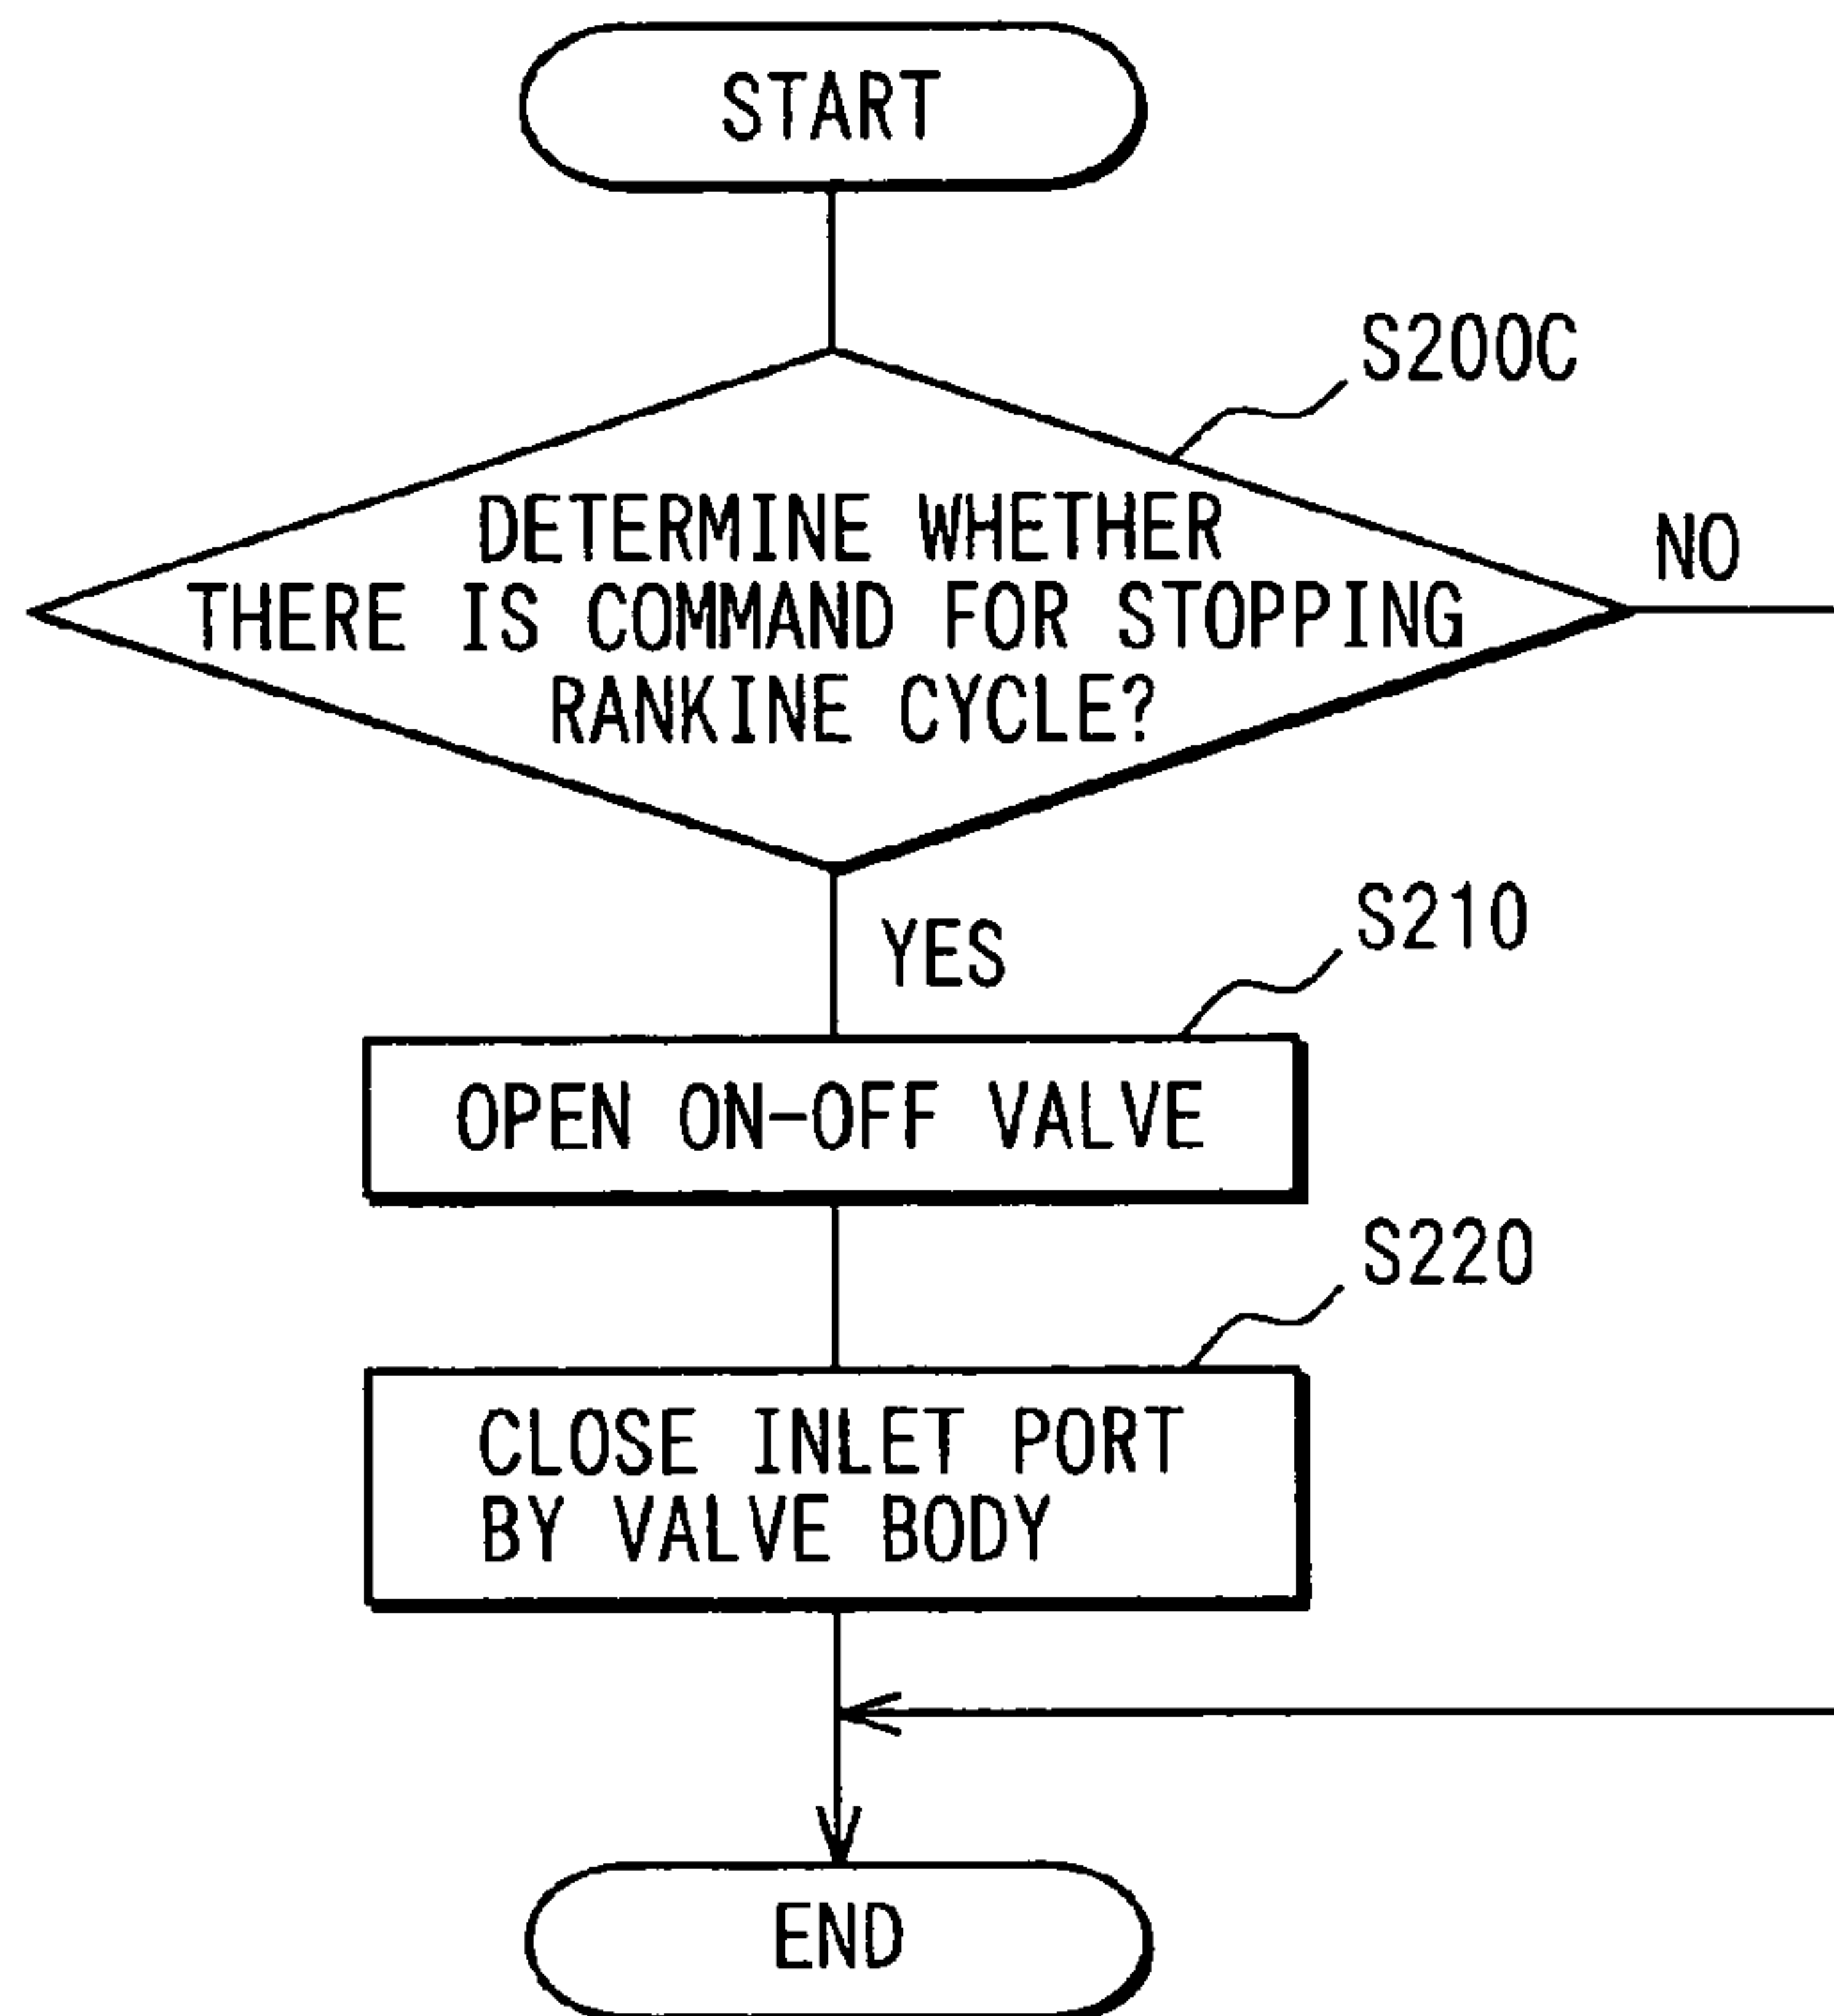 START
S200C
DETERMINE WHETHER
THERE IS COMMAND FOR STOPPING
RANKINE CYCLE?
NO
YES
S210
OPEN ON-OFF VALVE
S220
CLOSE INLET PORT
BY VALVE BODY
END